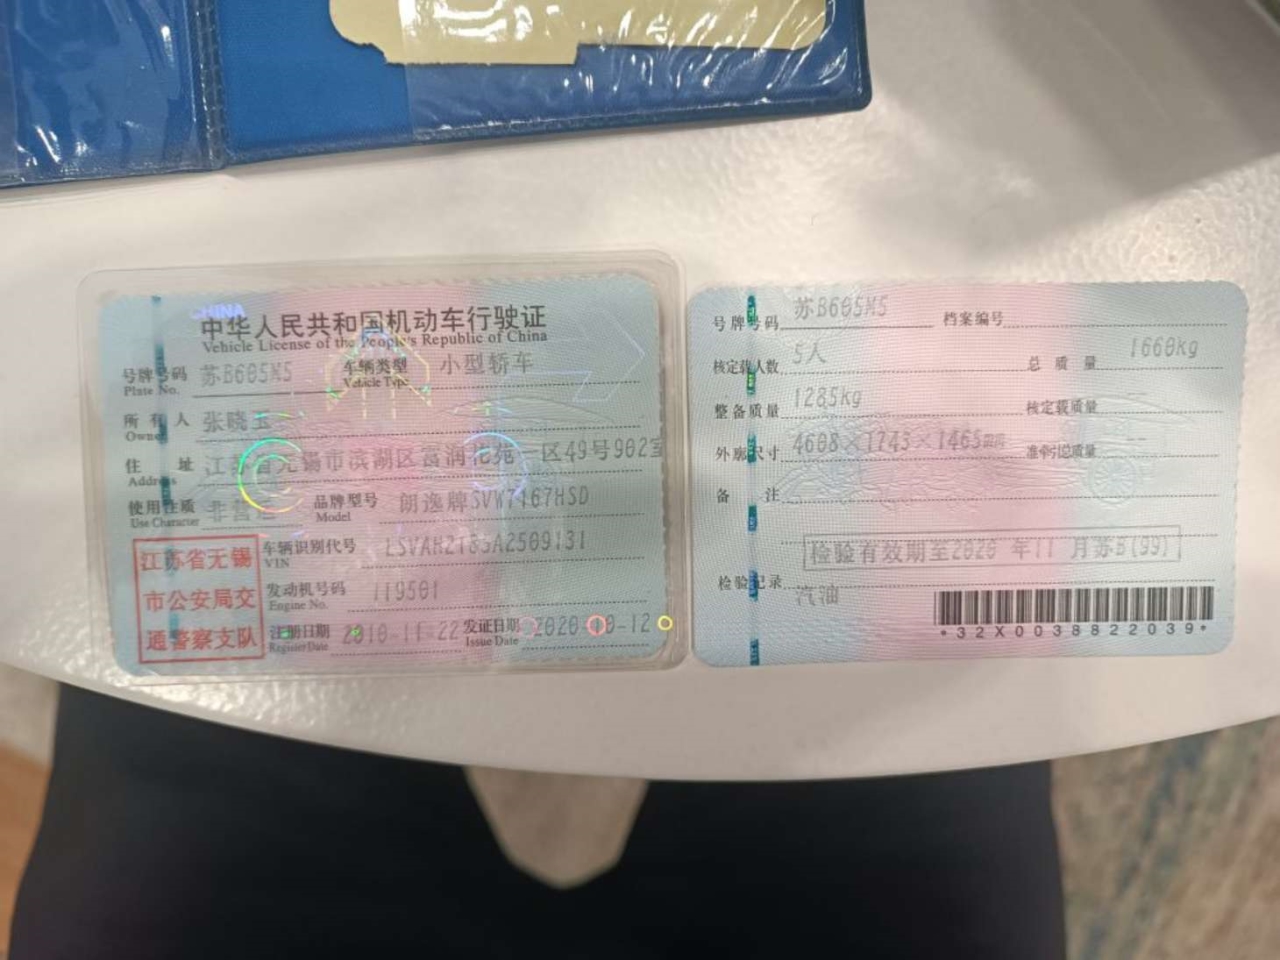 CHINA
中华人民共和国机动车行驶证
Vehicle License of the People's Republic of China
号牌号码 苏B605M5 车辆类型 小型轿车
Plate No. Vehicle Type
所有人 张晓玉
Owner
住址 江苏省无锡市滨湖区富润花苑一区49号902室
Address
使用性质 非营运 品牌型号 朗逸牌SVW7167HSD
Use Character Model
江苏省无锡
市公安局交
通警察支队
车辆识别代号
VIN
发动机号码 119501
Engine No.
注册日期 2010-11-22 发证日期 2020-10-12
Register Date Issue Date
号牌号码 苏B605M5 档案编号
核定载人数 5人 总质量 1660kg
整备质量 1285kg 核定载质量 --
外廓尺寸 4608×1743×1465mm 准牵引总质量 --
备注
检验有效期至2020年11月苏B(99)
检验记录
汽油
*32X0038822039*